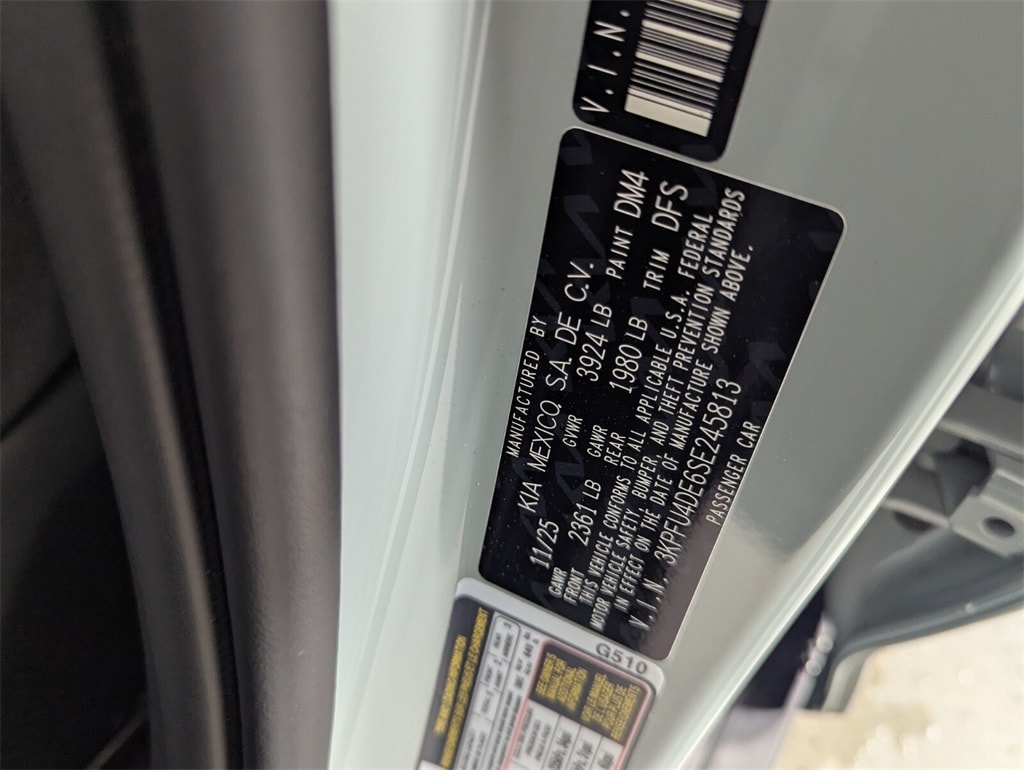 V.I.N.
MANUFACTURED BY
11/25 KIA MEXICO, S.A. DE C.V.
GVWR 3924 LB PAINT DM4
GAWR FRONT 2361 LB GAWR REAR 1980 LB TRIM DFS
THIS VEHICLE CONFORMS TO ALL APPLICABLE U.S.A. FEDERAL
MOTOR VEHICLE SAFETY, BUMPER, AND THEFT PREVENTION STANDARDS
IN EFFECT ON THE DATE OF MANUFACTURE SHOWN ABOVE.
V.I.N. 3KPFU4DE6SE245813
PASSENGER CAR
G510